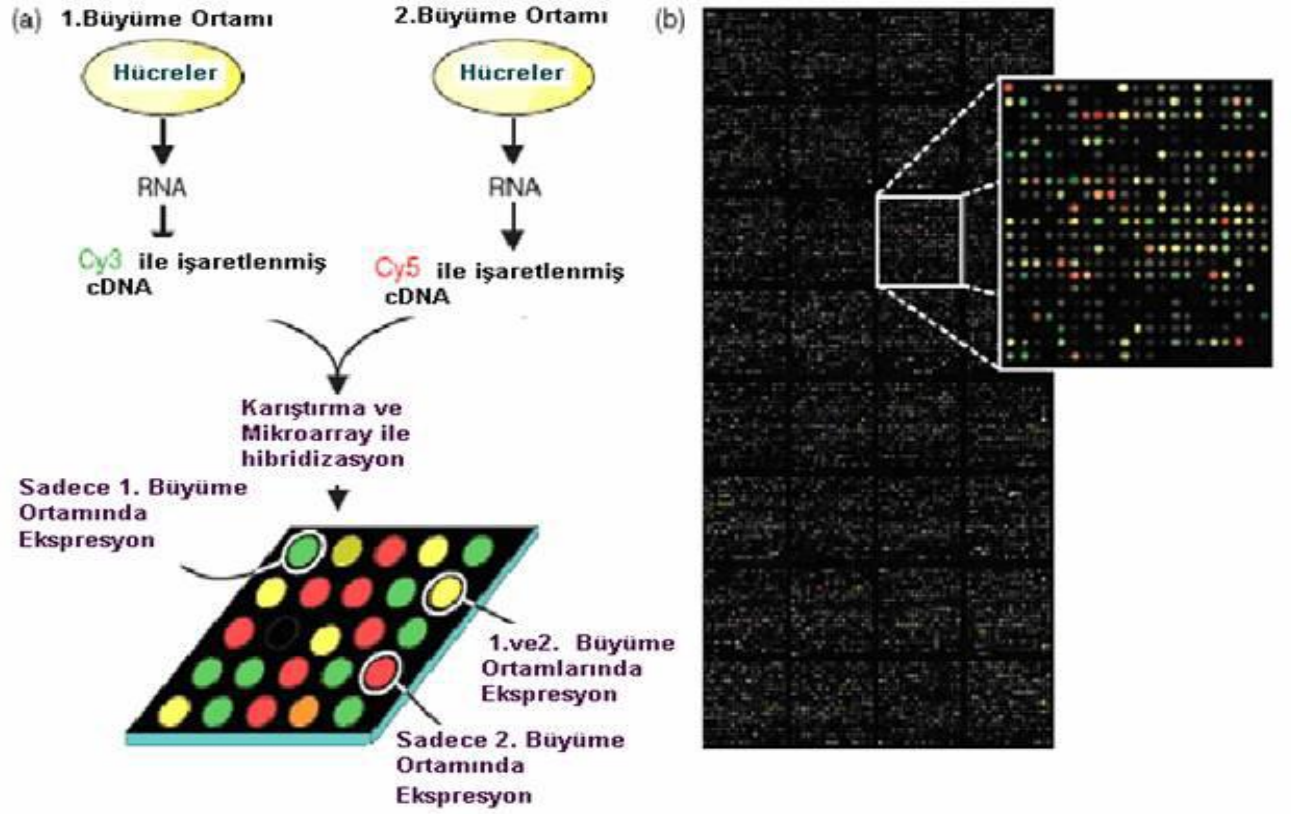 (a)
1.Büyüme Ortamı
2.Büyüme Ortamı
(b)
Hücreler
Hücreler
RNA
RNA
Cy3 ile işaretlenmiş
cDNA
Cy5 ile işaretlenmiş
cDNA
Karıştırma ve
Mikroarray ile
hibridizasyon
Sadece 1. Büyüme
Ortamında
Ekspresyon
1.ve2. Büyüme
Ortamlarında
Ekspresyon
Sadece 2. Büyüme
Ortamında
Ekspresyon